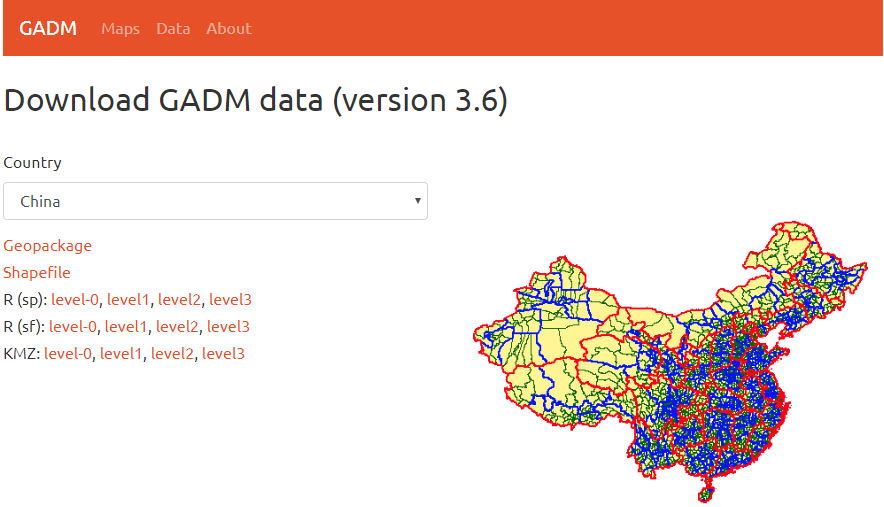 GADM Maps Data About
Download GADM data (version 3.6)
Country
China
Geopackage
Shapefile
R (sp): level-0, level1, level2, level3
R (sf): level-0, level1, level2, level3
KMZ: level-0, level1, level2, level3